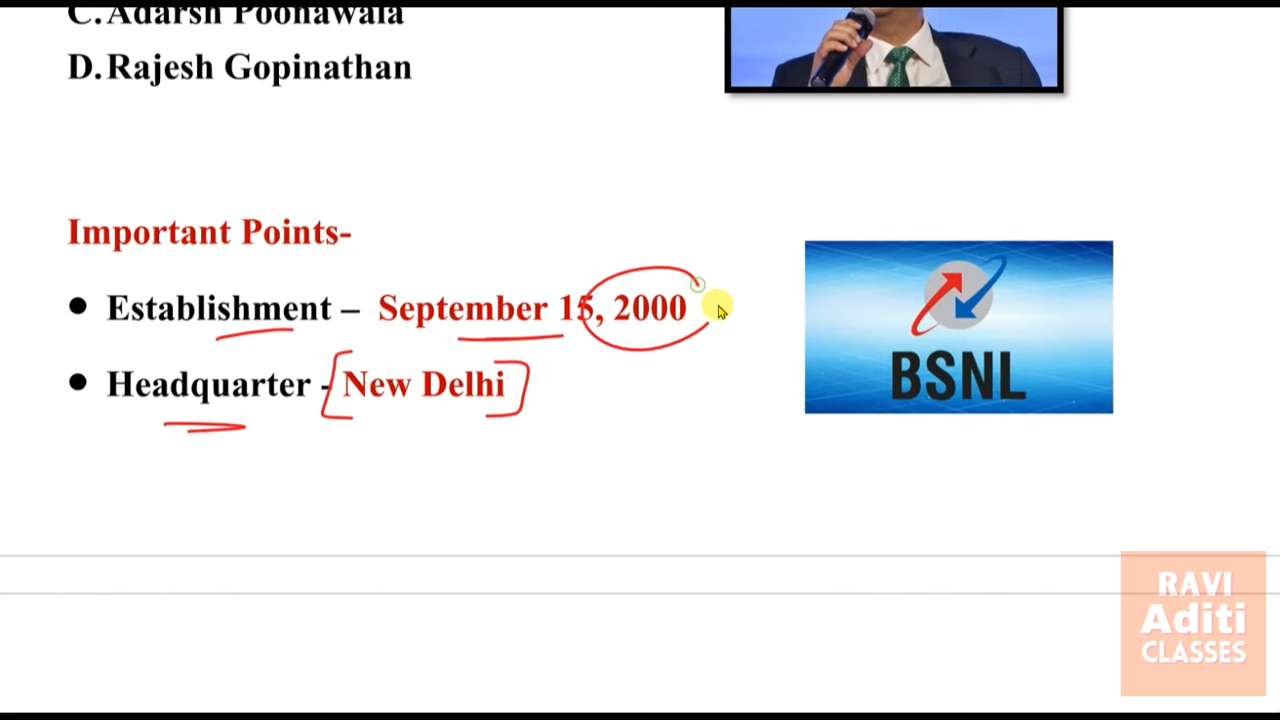 C. Adarsh Poonawala
D. Rajesh Gopinathan
Important Points-
● Establishment – September 15, 2000
● Headquarter - New Delhi
BSNL
RAVI
Aditi
CLASSES